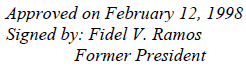 Approved on February 12, 1998
Signed by: Fidel V. Ramos
Former President